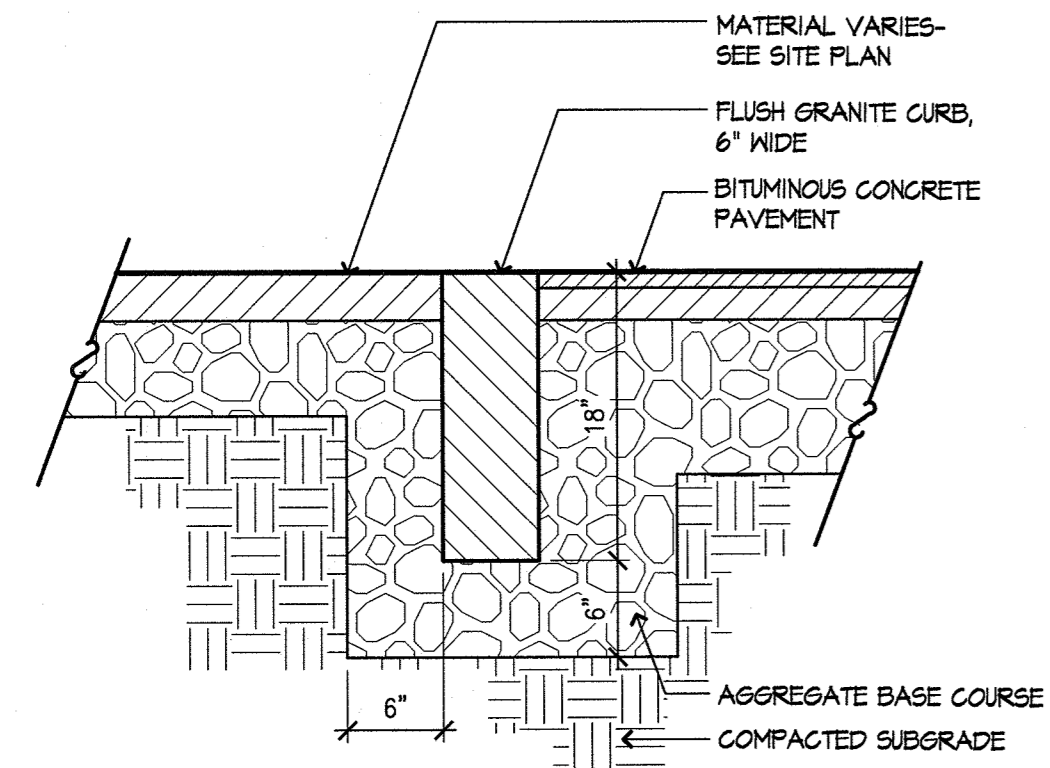 MATERIAL VARIES-
SEE SITE PLAN
FLUSH GRANITE CURB,
6" WIDE
BITUMINOUS CONCRETE
PAVEMENT
18"
6"
6"
AGGREGATE BASE COURSE
COMPACTED SUBGRADE